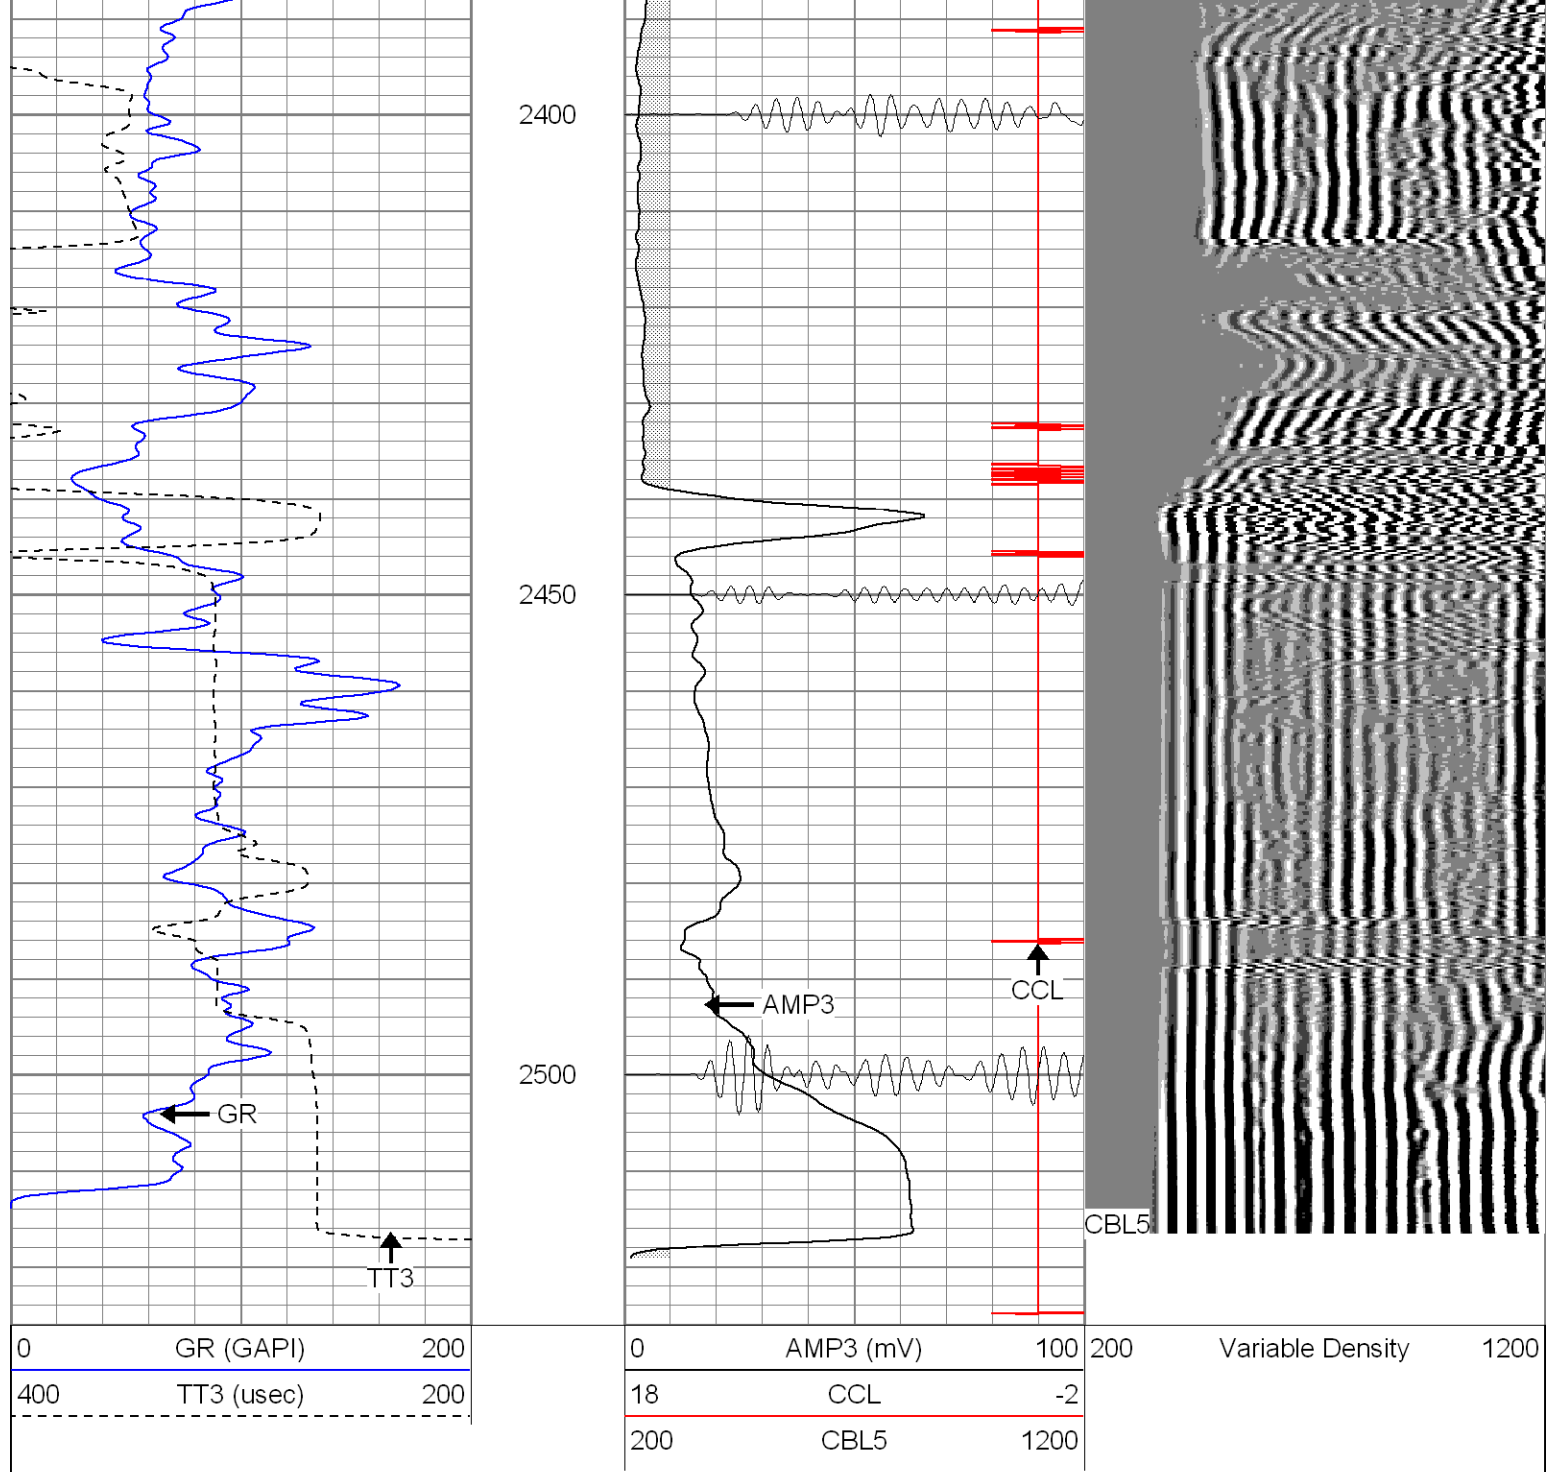 2400
2450
CCL
AMP3
2500
GR
CBL5
TT3
0 GR (GAPI) 200
0 AMP3 (mV) 100
200 Variable Density 1200
400 TT3 (usec) 200
18 CCL -2
200 CBL5 1200